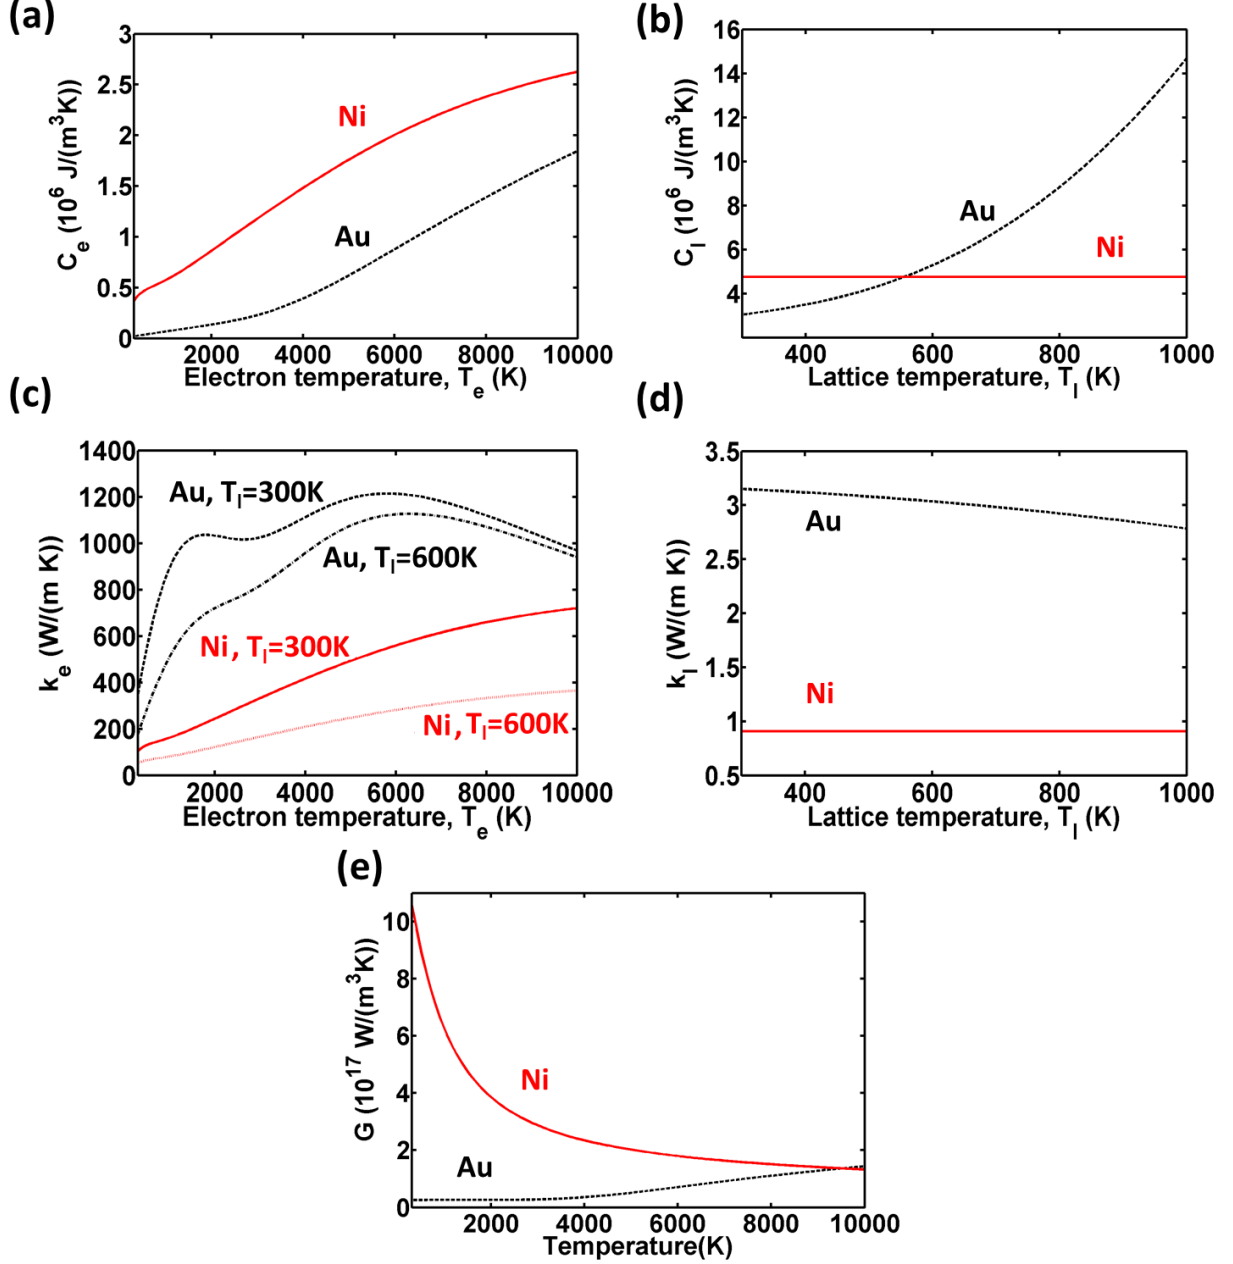 (a)
3
2.5
2
1.5
1
0.5
0
C_e (10^6 J/(m^3K))
Ni
Au
2000 4000 6000 8000 10000
Electron temperature, T_e (K)
(b)
16
14
12
10
8
6
4
C_l (10^6 J/(m^3K))
Au
Ni
400 600 800 1000
Lattice temperature, T_l (K)
(c)
1400
1200
1000
800
600
400
200
0
k_e (W/(m K))
Au, T_l=300K
Au, T_l=600K
Ni, T_l=300K
Ni, T_l=600K
2000 4000 6000 8000 10000
Electron temperature, T_e (K)
(d)
3.5
3
2.5
2
1.5
1
0.5
k_l (W/(m K))
Au
Ni
400 600 800 1000
Lattice temperature, T_l (K)
(e)
10
8
6
4
2
0
G (10^17 W/(m^3K))
Ni
Au
2000 4000 6000 8000 10000
Temperature(K)